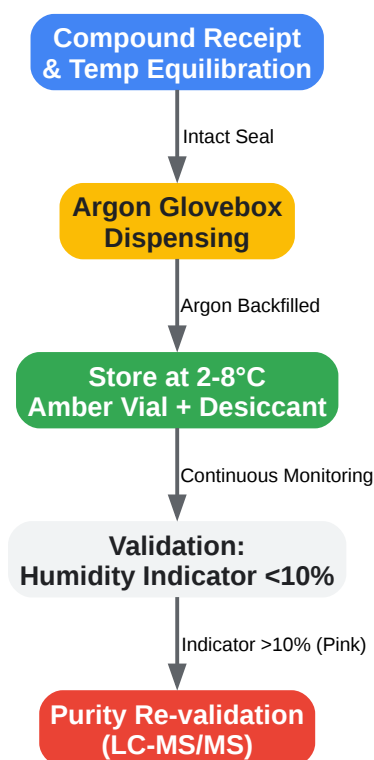 Compound Receipt
& Temp Equilibration
Intact Seal
Argon Glovebox
Dispensing
Argon Backfilled
Store at 2-8°C
Amber Vial + Desiccant
Continuous Monitoring
Validation:
Humidity Indicator <10%
Indicator >10% (Pink)
Purity Re-validation
(LC-MS/MS)